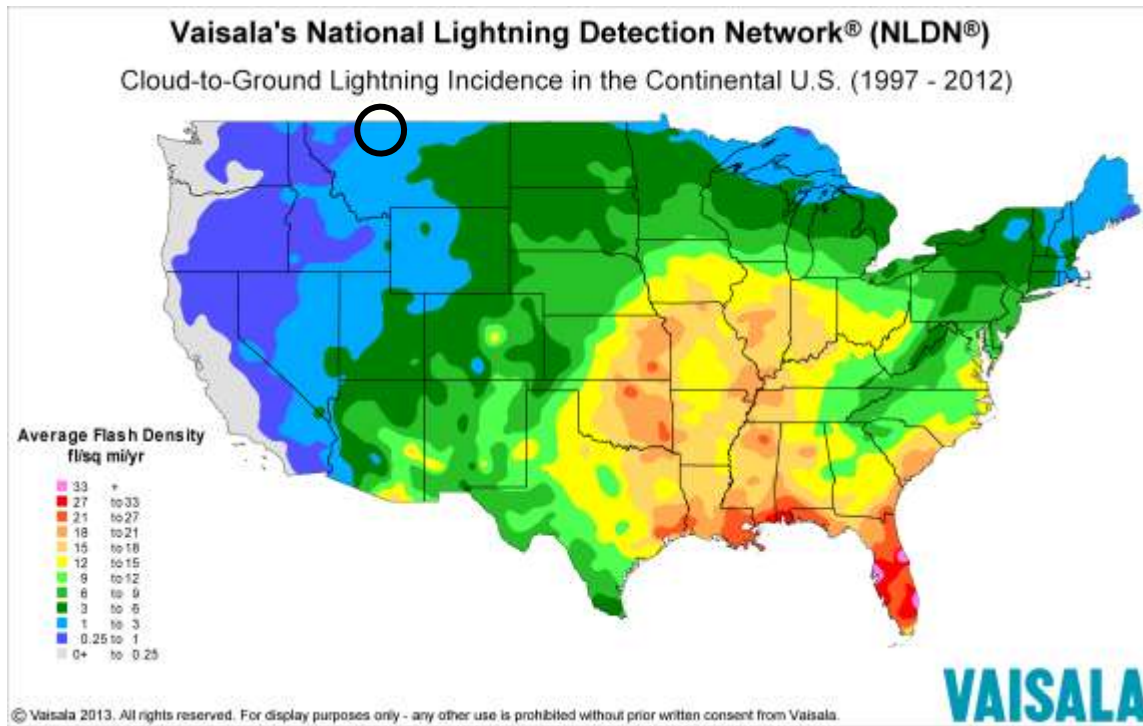 Vaisala's National Lightning Detection Network® (NLDN®)
Cloud-to-Ground Lightning Incidence in the Continental U.S. (1997 - 2012)
Average Flash Density
fl/sq mi/yr
33 +
27 to 33
21 to 27
18 to 21
15 to 18
12 to 15
9 to 12
6 to 9
3 to 6
1 to 3
0.25 to 1
0+ to 0.25
VAISALA
© Vaisala 2013. All rights reserved. For display purposes only - any other use is prohibited without prior written consent from Vaisala.